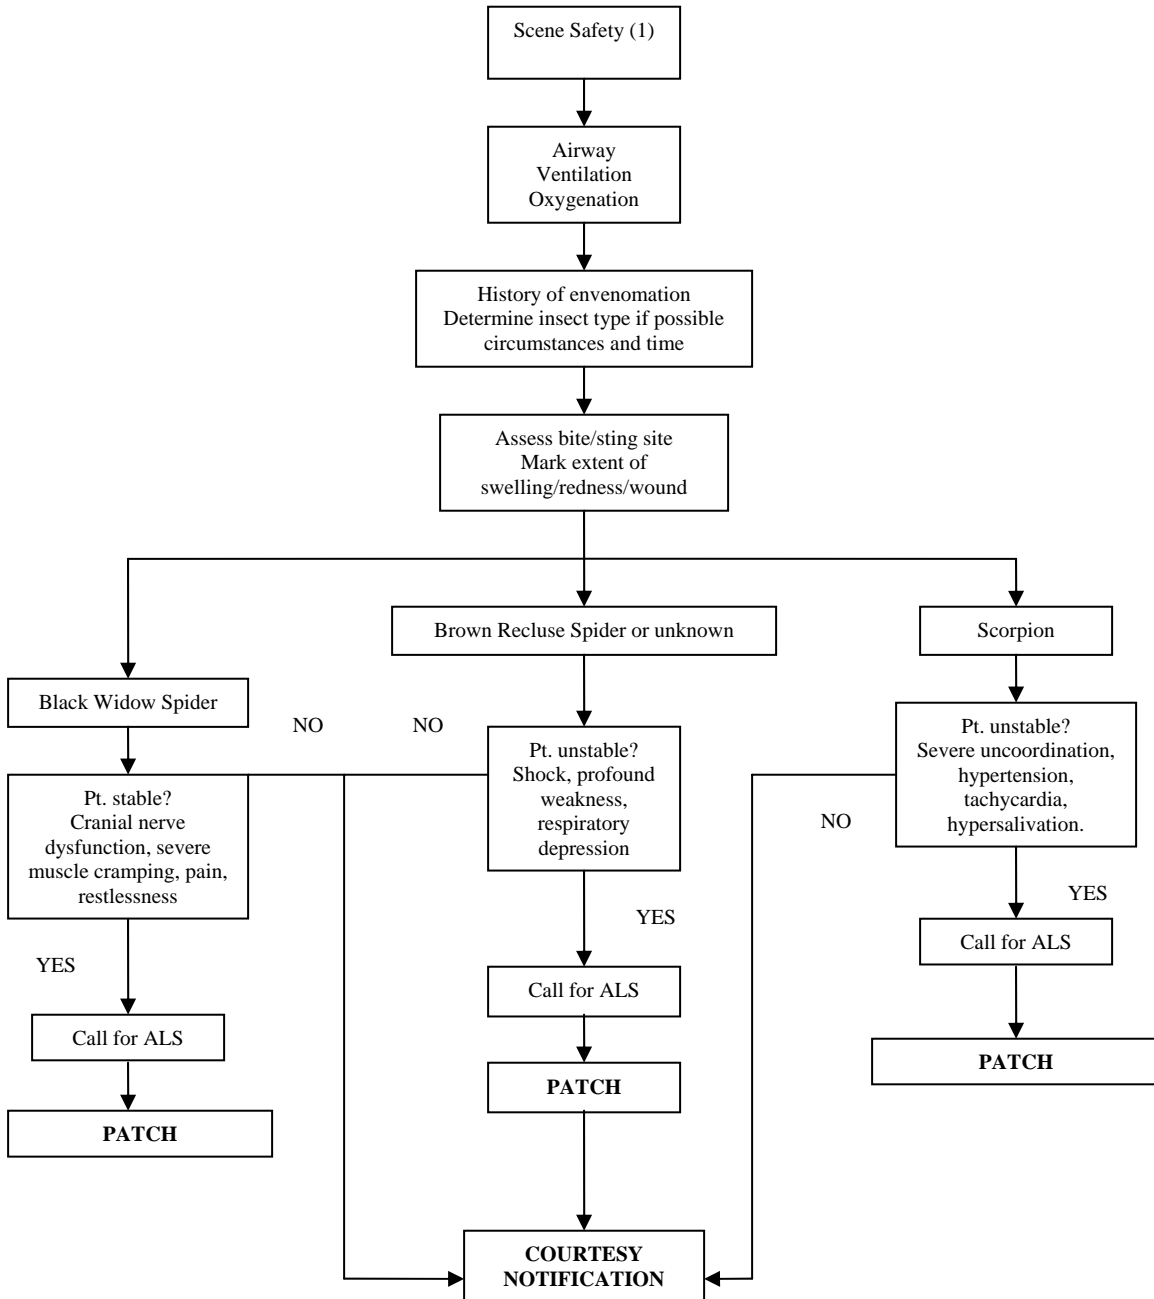 Scene Safety (1)
Airway
Ventilation
Oxygenation
History of envenomation
Determine insect type if possible
circumstances and time
Assess bite/sting site
Mark extent of
swelling/redness/wound
Black Widow Spider
Brown Recluse Spider or unknown
Scorpion
NO
NO
Pt. stable?
Cranial nerve
dysfunction, severe
muscle cramping, pain,
restlessness
Pt. unstable?
Shock, profound
weakness,
respiratory
depression
Pt. unstable?
Severe uncoordination,
hypertension,
tachycardia,
hypersalivation.
NO
YES
YES
YES
Call for ALS
Call for ALS
Call for ALS
PATCH
PATCH
PATCH
COURTESY
NOTIFICATION